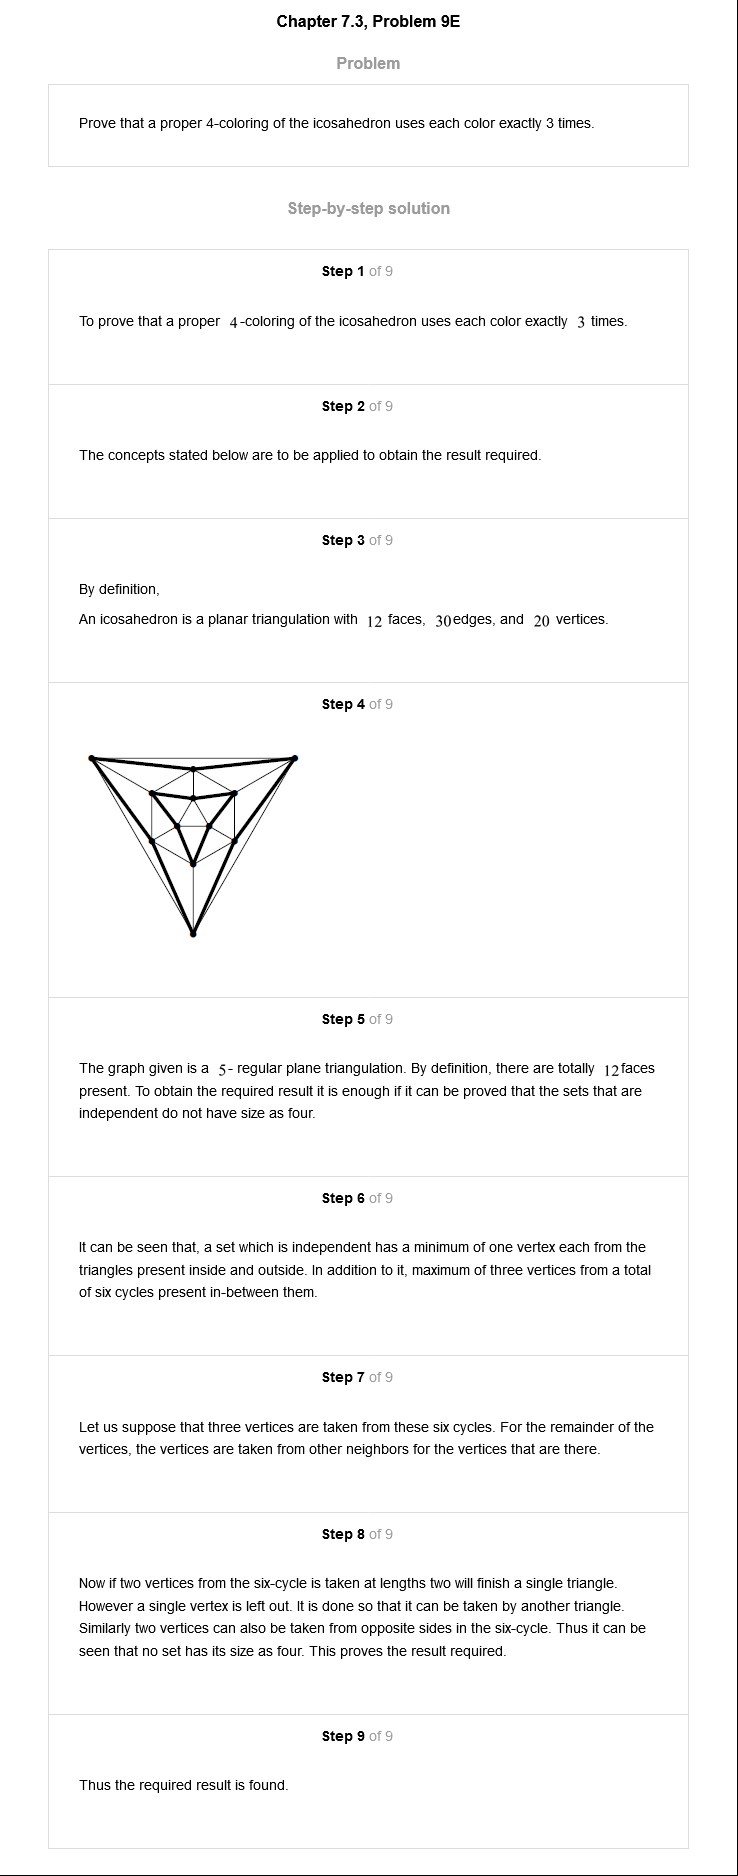 Chapter 7.3, Problem 9E
Problem
Prove that a proper 4-coloring of the icosahedron uses each color exactly 3 times.
Step-by-step solution
Step 1 of 9
To prove that a proper 4-coloring of the icosahedron uses each color exactly 3 times.
Step 2 of 9
The concepts stated below are to be applied to obtain the result required.
Step 3 of 9
By definition,
An icosahedron is a planar triangulation with 12 faces, 30edges, and 20 vertices.
Step 4 of 9
Step 5 of 9
The graph given is a 5- regular plane triangulation. By definition, there are totally 12faces
present. To obtain the required result it is enough if it can be proved that the sets that are
independent do not have size as four.
Step 6 of 9
It can be seen that, a set which is independent has a minimum of one vertex each from the
triangles present inside and outside. In addition to it, maximum of three vertices from a total
of six cycles present in-between them.
Step 7 of 9
Let us suppose that three vertices are taken from these six cycles. For the remainder of the
vertices, the vertices are taken from other neighbors for the vertices that are there.
Step 8 of 9
Now if two vertices from the six-cycle is taken at lengths two will finish a single triangle.
However a single vertex is left out. It is done so that it can be taken by another triangle.
Similarly two vertices can also be taken from opposite sides in the six-cycle. Thus it can be
seen that no set has its size as four. This proves the result required.
Step 9 of 9
Thus the required result is found.